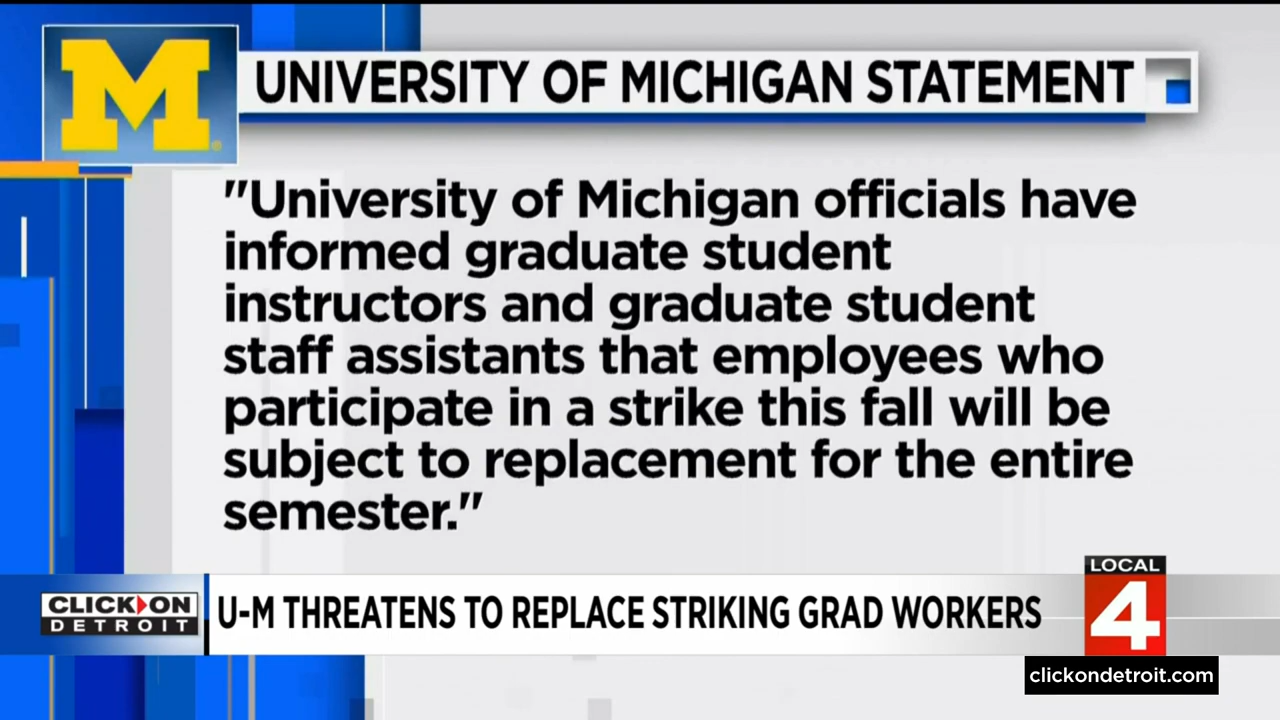 M
UNIVERSITY OF MICHIGAN STATEMENT
"University of Michigan officials have
informed graduate student
instructors and graduate student
staff assistants that employees who
participate in a strike this fall will be
subject to replacement for the entire
semester."
CLICK ON
DETROIT
U-M THREATENS TO REPLACE STRIKING GRAD WORKERS
LOCAL
4
clickondetroit.com